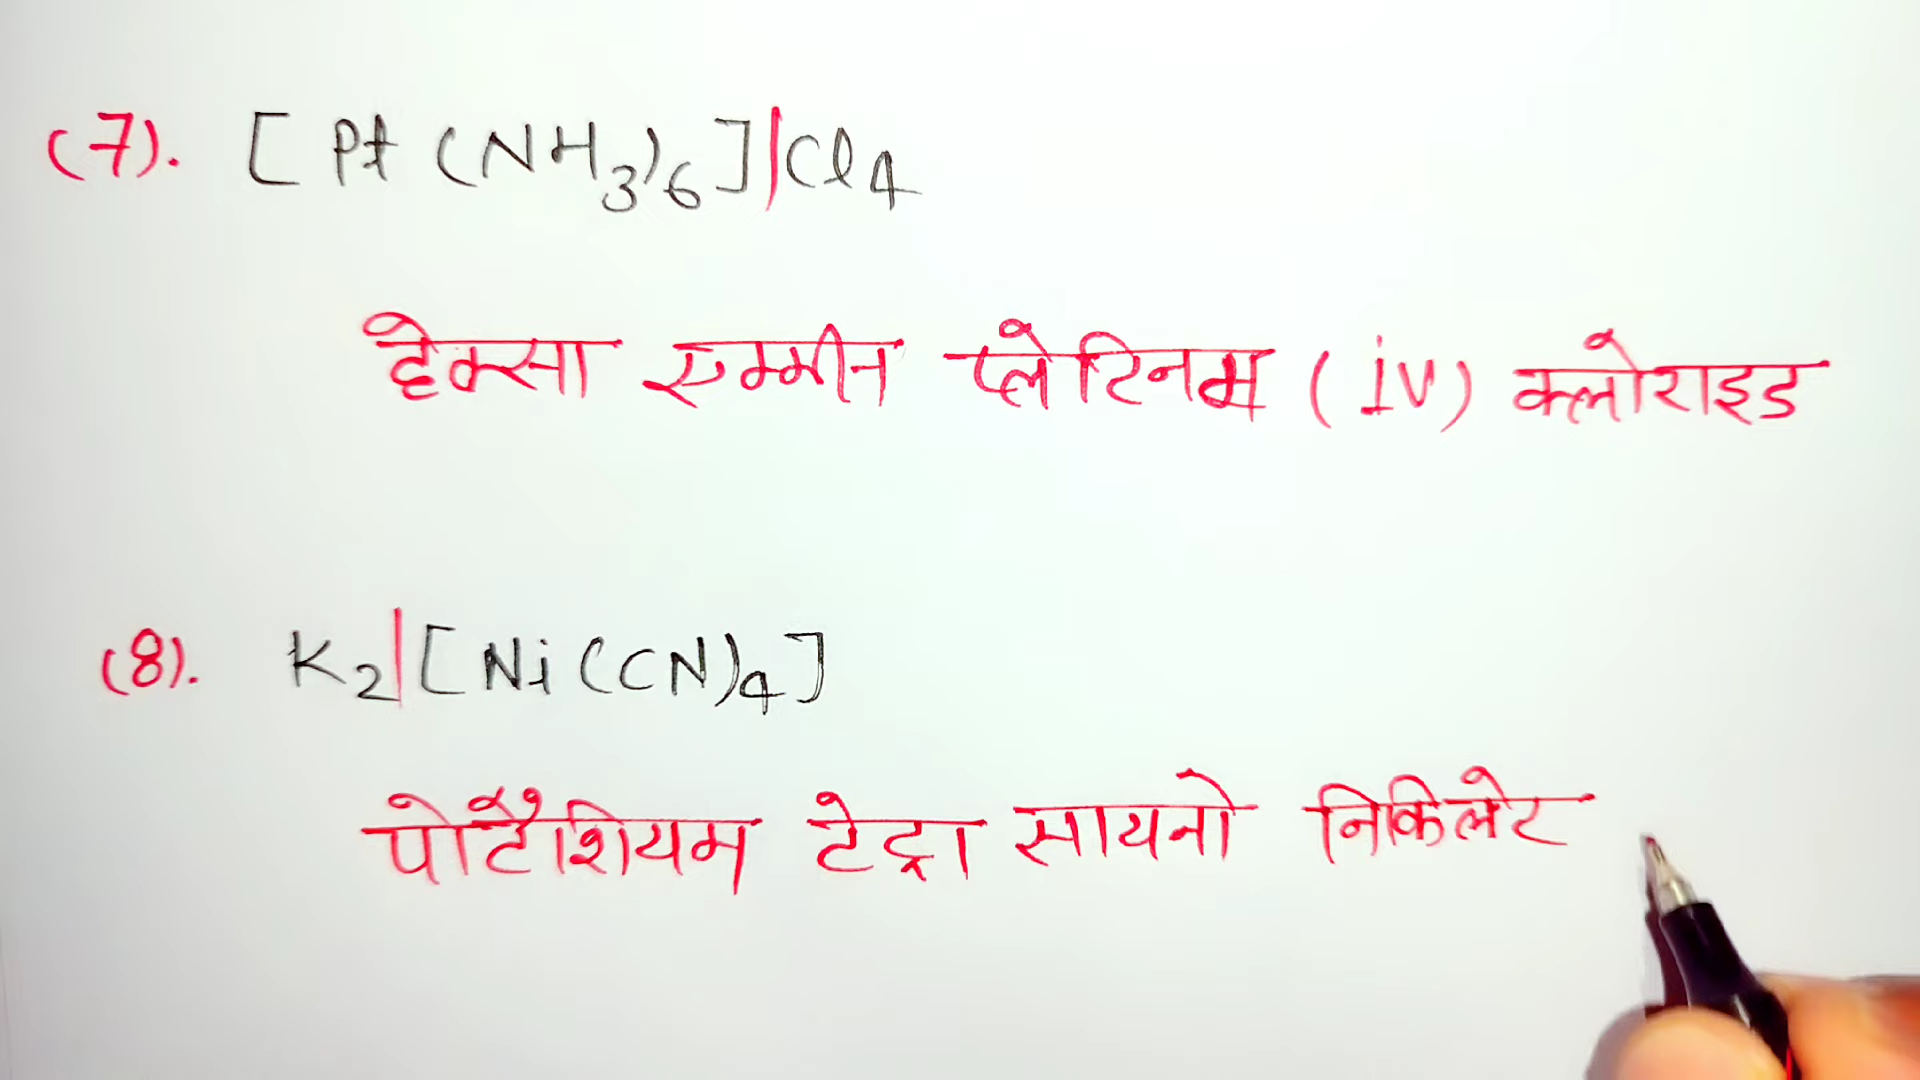 (7). [ Pt (NH₃)₆ ] | Cl₄
हेक्सा एम्मीन प्लेटिनम (iv) क्लोराइड
(8). K₂ | [ Ni (CN)₄ ]
पोटैशियम टेट्रा सायनो निकिलेट